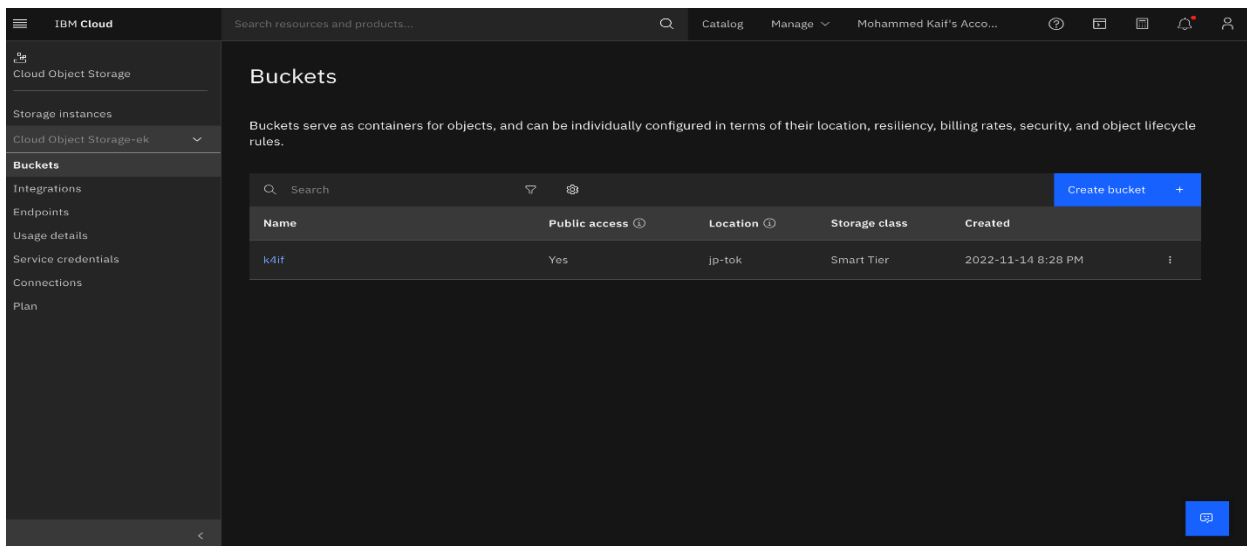 IBM Cloud
Search resources and products...
Catalog
Manage
Mohammed Kaif's Acco...
Cloud Object Storage
Storage instances
Cloud Object Storage-ek
Buckets
Integrations
Endpoints
Usage details
Service credentials
Connections
Plan
Buckets
Buckets serve as containers for objects, and can be individually configured in terms of their location, resiliency, billing rates, security, and object lifecycle
rules.
Search
Create bucket +
Name Public access Location Storage class Created
k4if Yes jp-tok Smart Tier 2022-11-14 8:28 PM